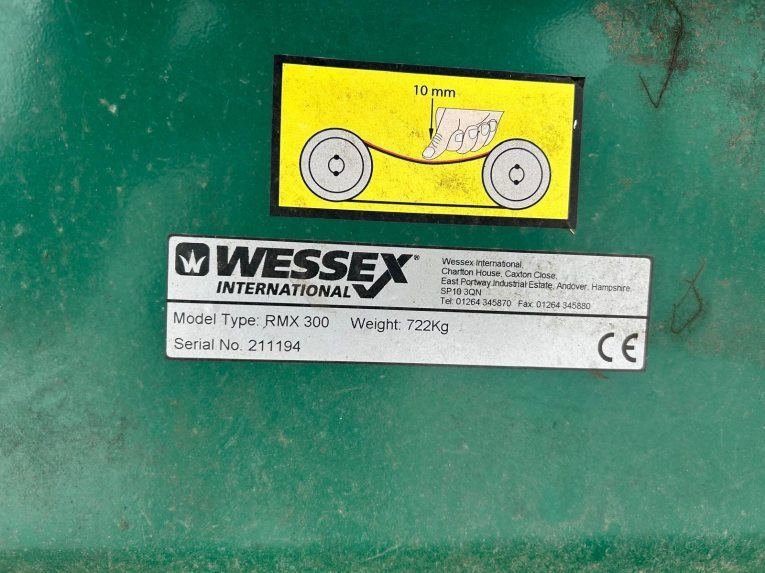 10 mm
WESSEX®
INTERNATIONAL
Wessex International,
Charlton House, Caxton Close,
East Portway Industrial Estate, Andover, Hampshire
SP10 3QN
Tel: 01264 345870 Fax: 01264 345880
Model Type: RMX 300 Weight: 722Kg
Serial No. 211194
CE